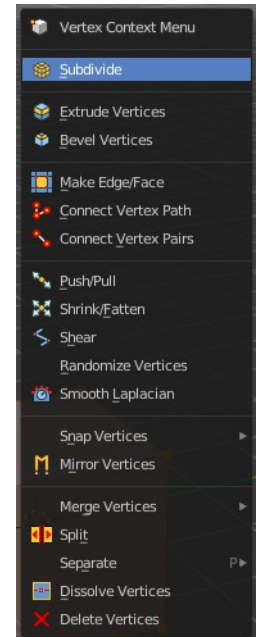 Vertex Context Menu
Subdivide
Extrude Vertices
Bevel Vertices
Make Edge/Face
Connect Vertex Path
Connect Vertex Pairs
Push/Pull
Shrink/Fatten
Shear
Randomize Vertices
Smooth Laplacian
Snap Vertices
Mirror Vertices
Merge Vertices
Split
Separate P
Dissolve Vertices
Delete Vertices